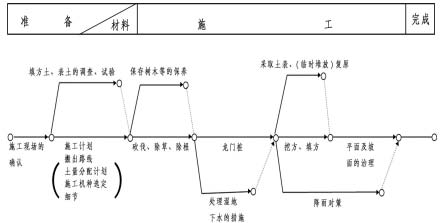 准 备
材料
施 工
完成
填方土、表土的调查、试验
保存树木等的保养
采取土装、(临时堆放)复原
施工现场的
确认
施工计划
搬出路线
土量分配计划
施工机种选定
细节
砍伐、除草、除植
龙门桩
挖方、填方
平面及坡
面的治理
处理湿地
下水的措施
降雨对策